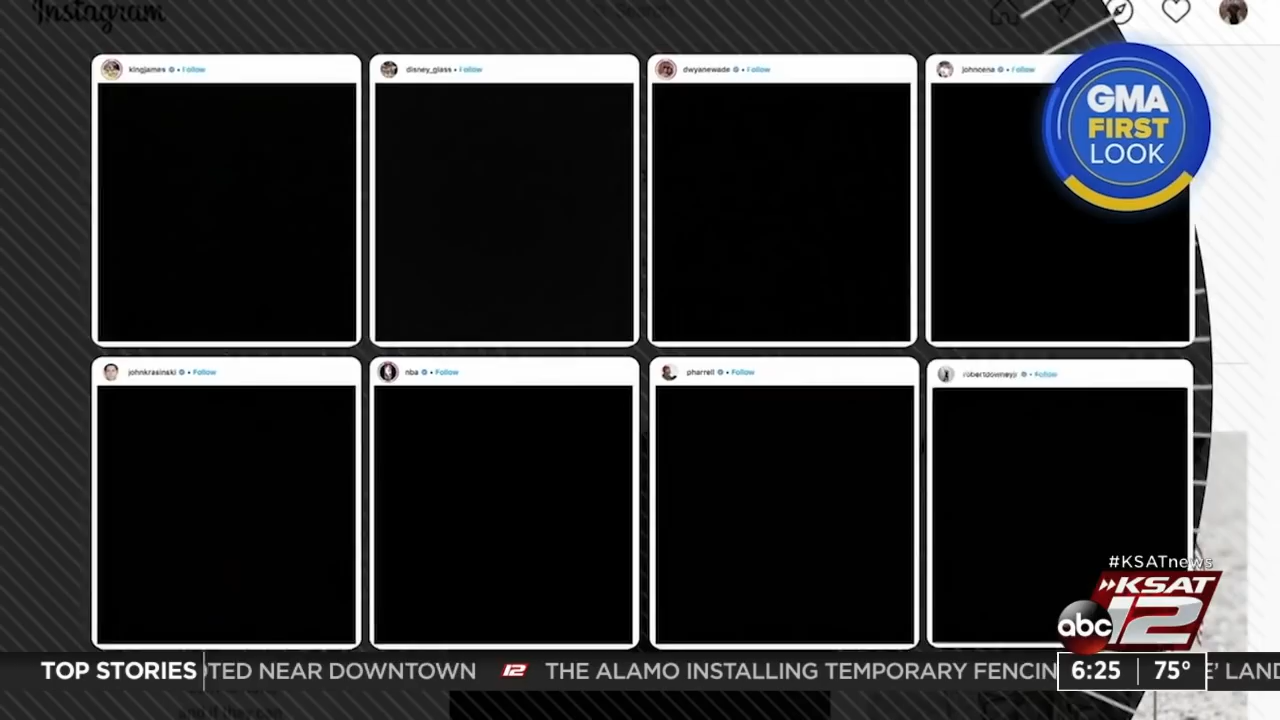 Instagram
kingjames • Follow
disney_glass • Follow
dwyanewade • Follow
johncena • Follow
GMA
FIRST
LOOK
johnkrasinski • Follow
nba • Follow
pharrell • Follow
robertdowneyjr • Follow
#KSATnews
KSAT
abc 12
TOP STORIES OTED NEAR DOWNTOWN 12 THE ALAMO INSTALLING TEMPORARY FENCIN 6:25 75° E' LAND